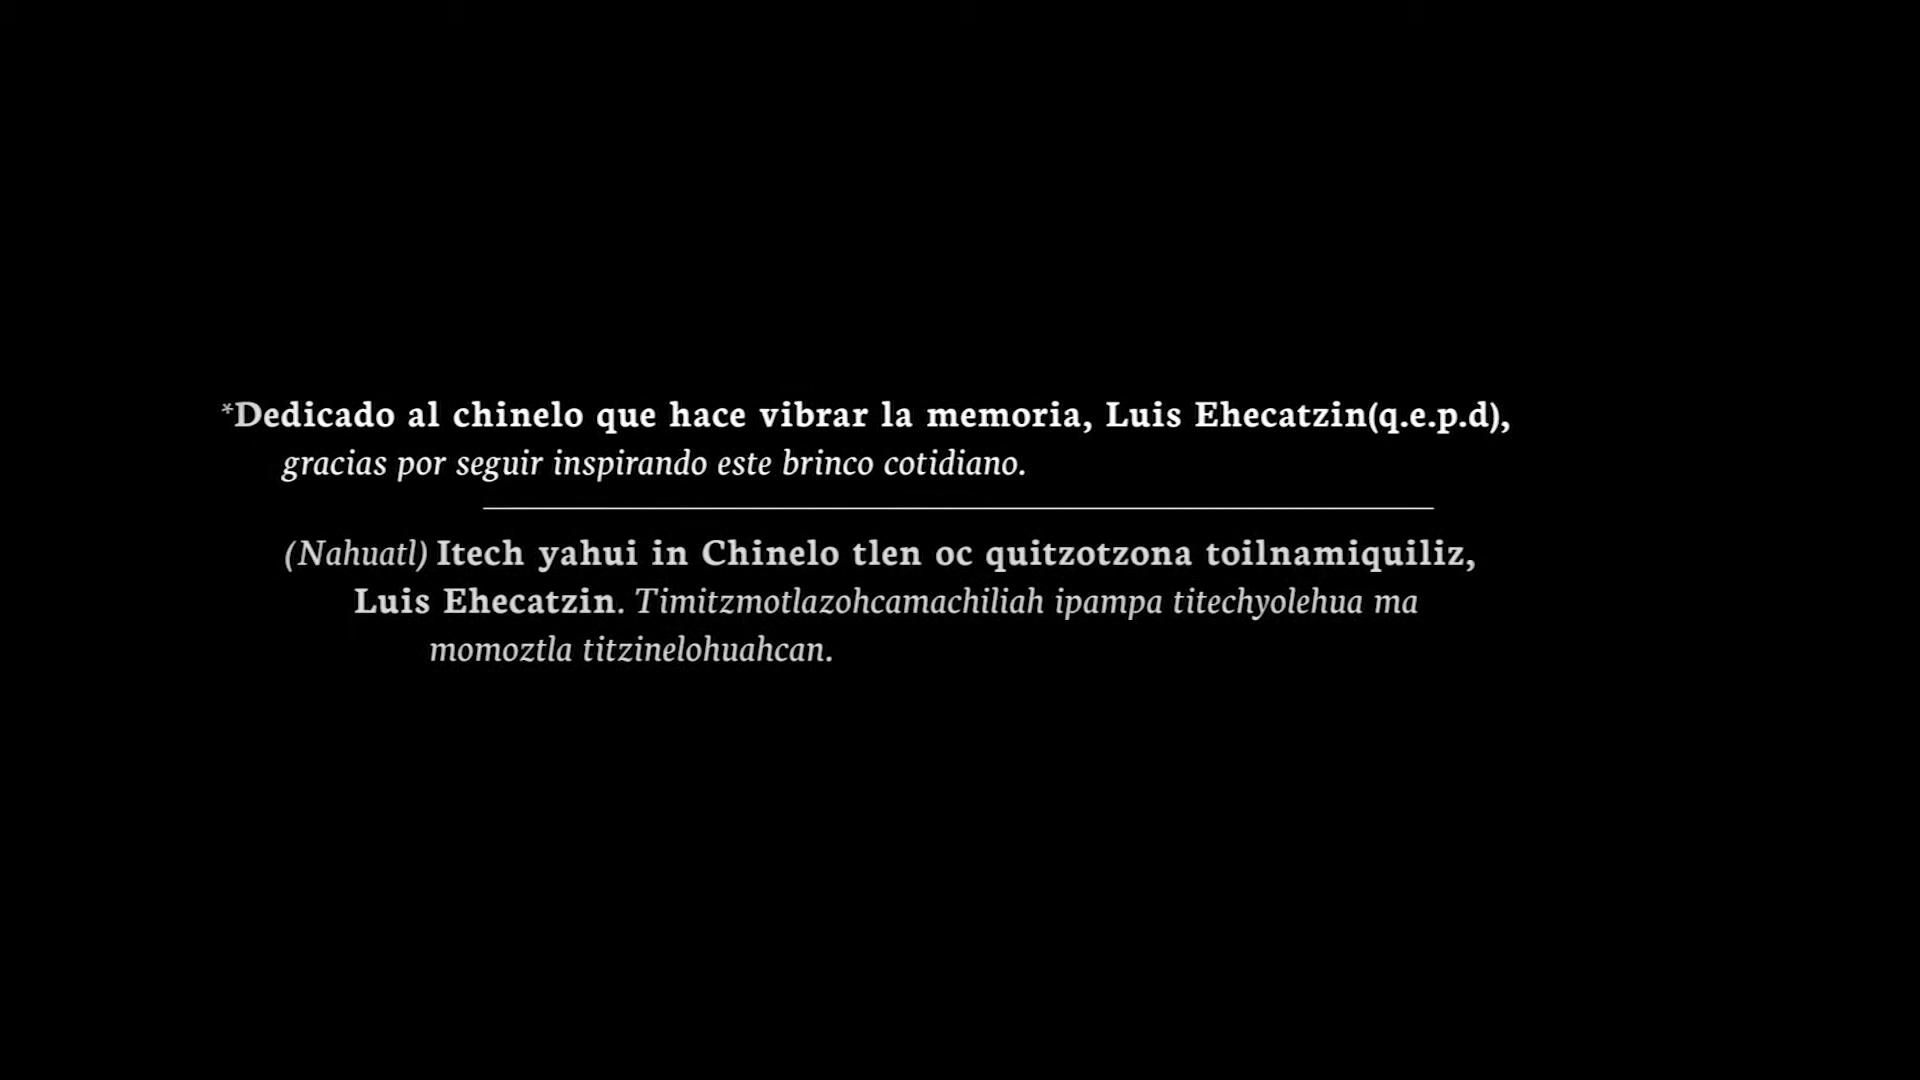 *Dedicado al chinelo que hace vibrar la memoria, Luis Ehecatzin(q.e.p.d),
gracias por seguir inspirando este brinco cotidiano.
(Nahuatl) Itech yahui in Chinelo tlen oc quitzotzona toilnamiquiliz,
Luis Ehecatzin. Timitzmotlazohcamachiliah ipampa titechyolehua ma
momoztla titzinelohuahcan.